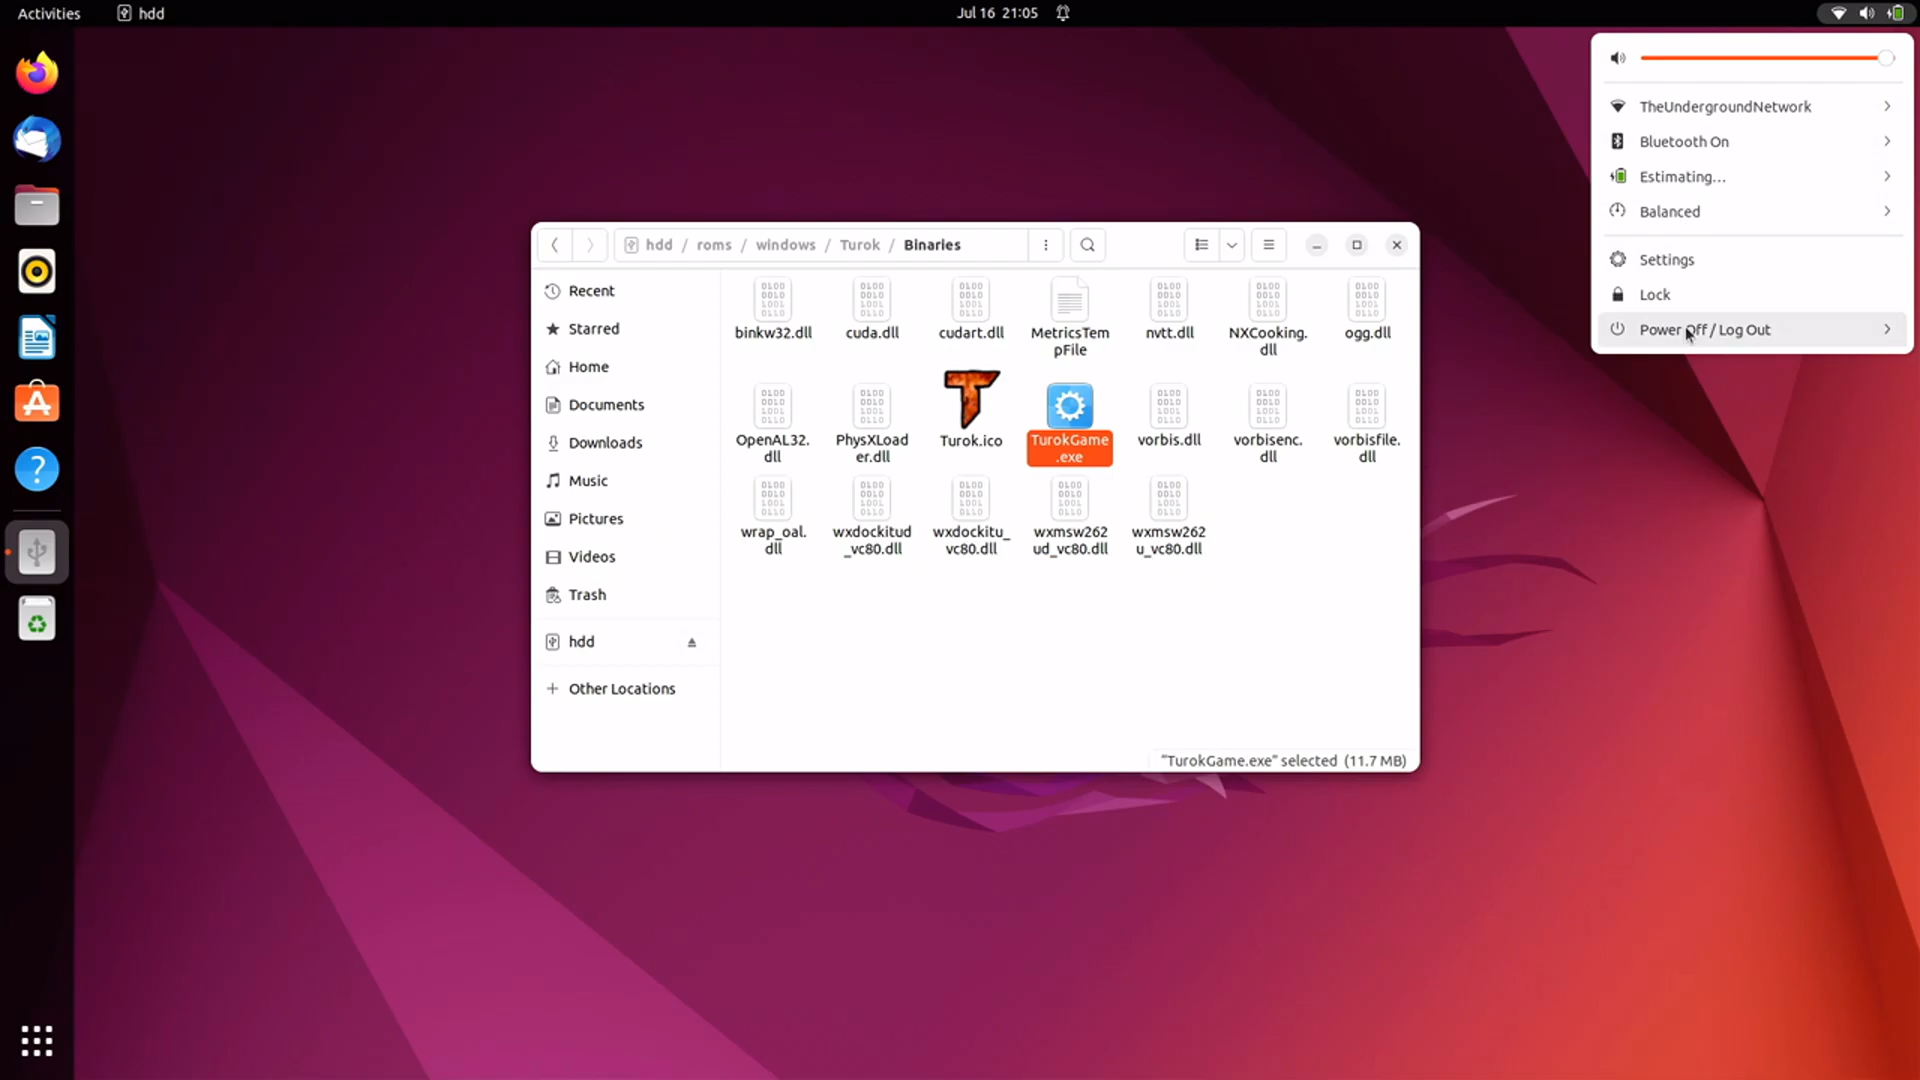 Activities
hdd
Jul 16 21:05
TheUndergroundNetwork
Bluetooth On
Estimating...
Balanced
Settings
Lock
Power Off / Log Out
hdd / roms / windows / Turok / Binaries
Recent
Starred
Home
Documents
Downloads
Music
Pictures
Videos
Trash
hdd
Other Locations
binkw32.dll
cuda.dll
cudart.dll
MetricsTem
pFile
nvtt.dll
NXCooking.
dll
ogg.dll
OpenAL32.
dll
PhysXLoad
er.dll
Turok.ico
TurokGame
.exe
vorbis.dll
vorbisenc.
dll
vorbisfile.
dll
wrap_oal.
dll
wxdockitud
_vc80.dll
wxdockitu_
vc80.dll
wxmsw262
ud_vc80.dll
wxmsw262
u_vc80.dll
"TurokGame.exe" selected (11.7 MB)